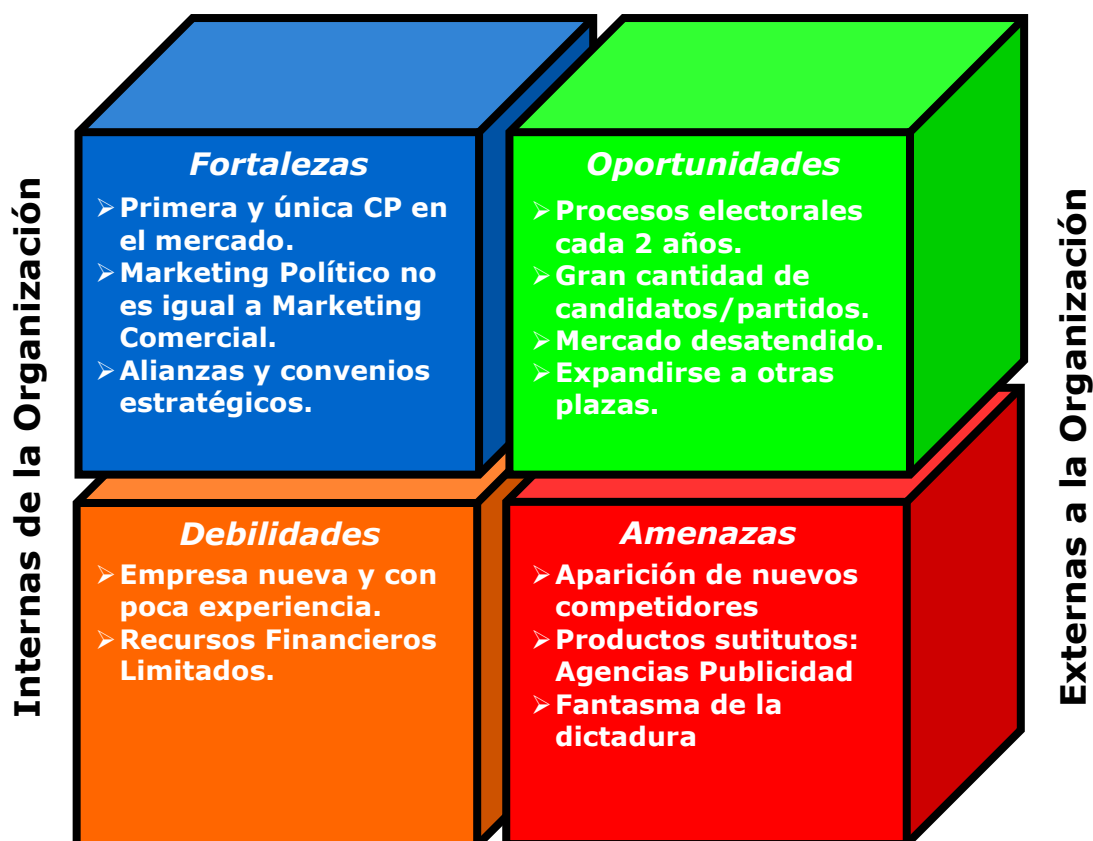 Internas de la Organización
Fortalezas
➢Primera y única CP en
el mercado.
➢Marketing Político no
es igual a Marketing
Comercial.
➢Alianzas y convenios
estratégicos.
Oportunidades
➢Procesos electorales
cada 2 años.
➢Gran cantidad de
candidatos/partidos.
➢Mercado desatendido.
➢Expandirse a otras
plazas.
Debilidades
➢Empresa nueva y con
poca experiencia.
➢Recursos Financieros
Limitados.
Amenazas
➢Aparición de nuevos
competidores
➢Productos sutitutos:
Agencias Publicidad
➢Fantasma de la
dictadura
Externas a la Organización